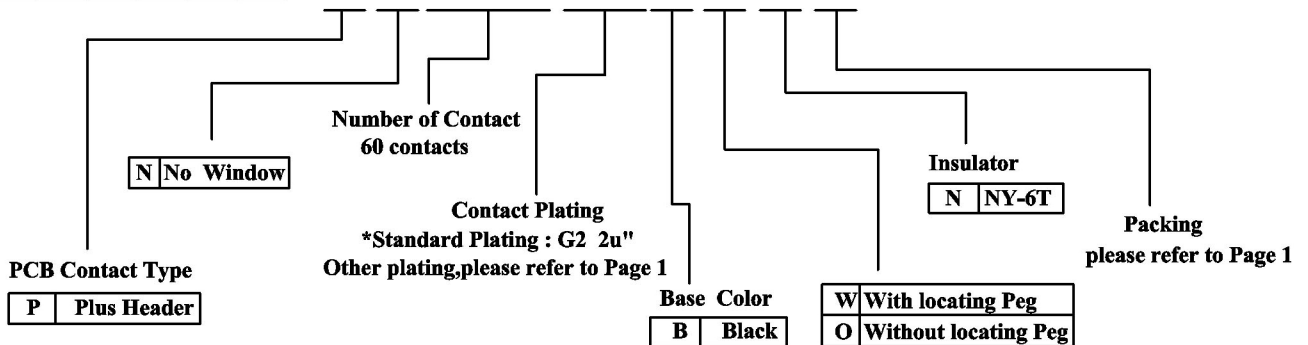 Number of Contact
60 contacts
N No Window
Insulator
N NY-6T
Contact Plating
*Standard Plating : G2 2u"
Other plating,please refer to Page 1
Packing
please refer to Page 1
PCB Contact Type
P Plus Header
Base Color
B Black
W With locating Peg
O Without locating Peg